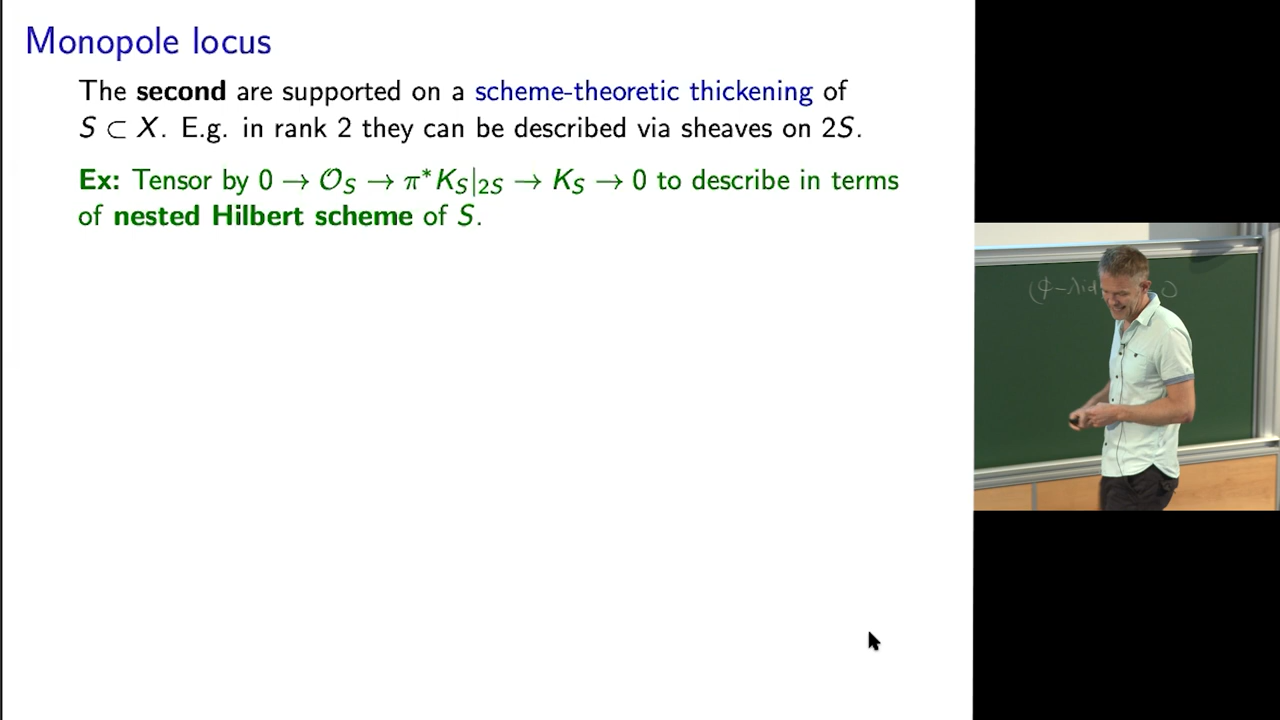 Monopole locus
The second are supported on a scheme-theoretic thickening of
S ⊂ X. E.g. in rank 2 they can be described via sheaves on 2S.
Ex: Tensor by 0 → 𝒪_S → π*K_S|_{2S} → K_S → 0 to describe in terms
of nested Hilbert scheme of S.